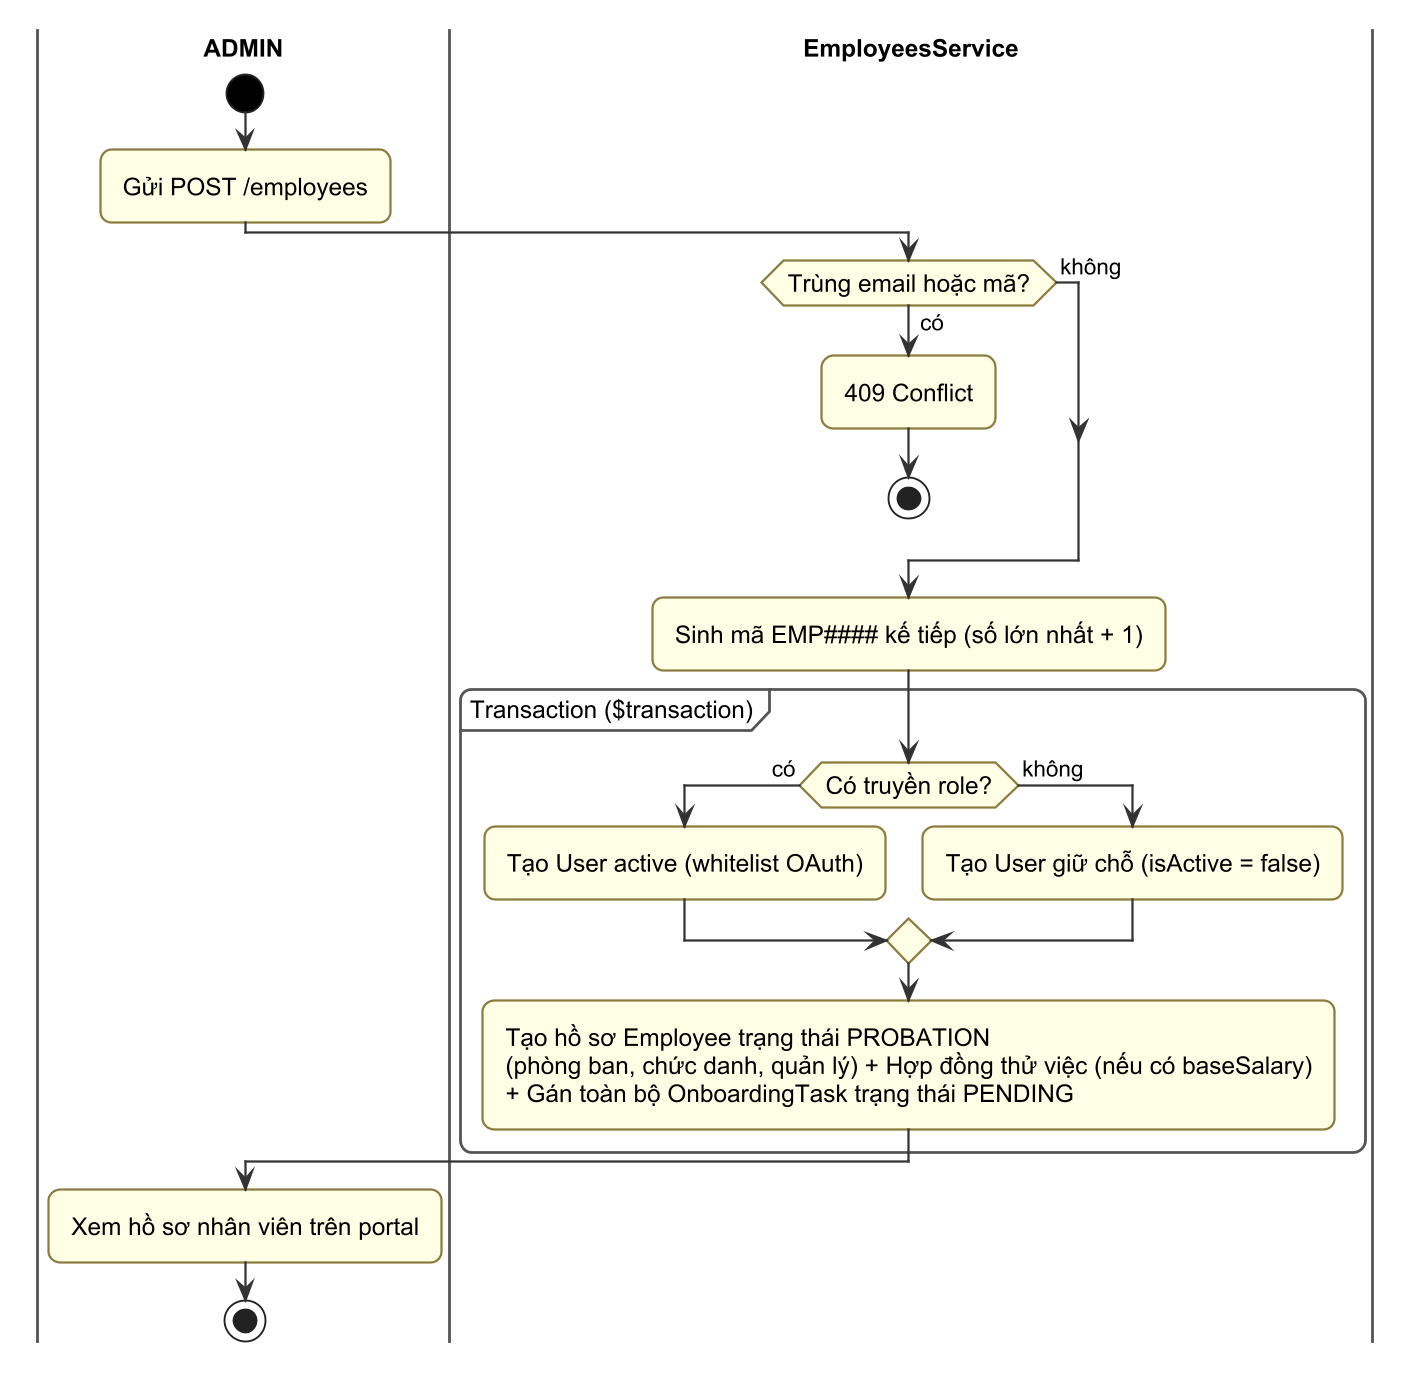 ADMIN
EmployeesService
Gửi POST /employees
Trùng email hoặc mã?
không
có
409 Conflict
Sinh mã EMP#### kế tiếp (số lớn nhất + 1)
Transaction ($transaction)
có
Có truyền role?
không
Tạo User active (whitelist OAuth)
Tạo User giữ chỗ (isActive = false)
Tạo hồ sơ Employee trạng thái PROBATION
(phòng ban, chức danh, quản lý) + Hợp đồng thử việc (nếu có baseSalary)
+ Gán toàn bộ OnboardingTask trạng thái PENDING
Xem hồ sơ nhân viên trên portal